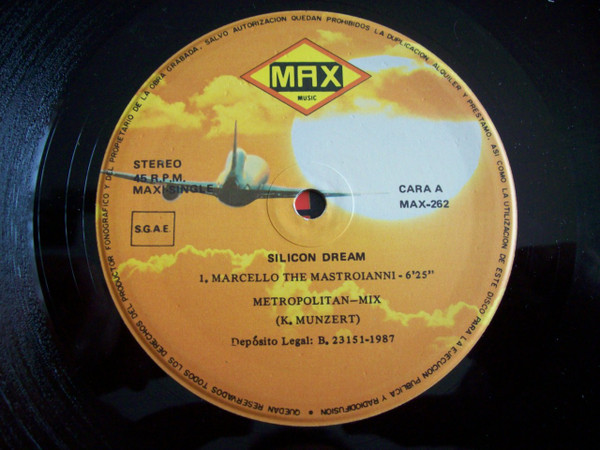 MAX
MUSIC
STEREO
45 R.P.M.
MAXI-SINGLE
S.G.A.E.
CARA A
MAX-262
SILICON DREAM
1. MARCELLO THE MASTROIANNI - 6'25"
METROPOLITAN—MIX
(K. MUNZERT)
Depósito Legal: B. 23151-1987
QUEDAN RESERVADOS TODOS LOS DERECHOS DEL PRODUCTOR FONOGRAFICO Y DEL PROPIETARIO DE LA OBRA GRABADA. SALVO AUTORIZACION QUEDAN PROHIBIDOS LA DUPLICACION, ALQUILER Y PRESTAMO, ASI COMO LA UTILIZACION DE ESTE DISCO PARA LA EJECUCION PUBLICA Y RADIODIFUSION •